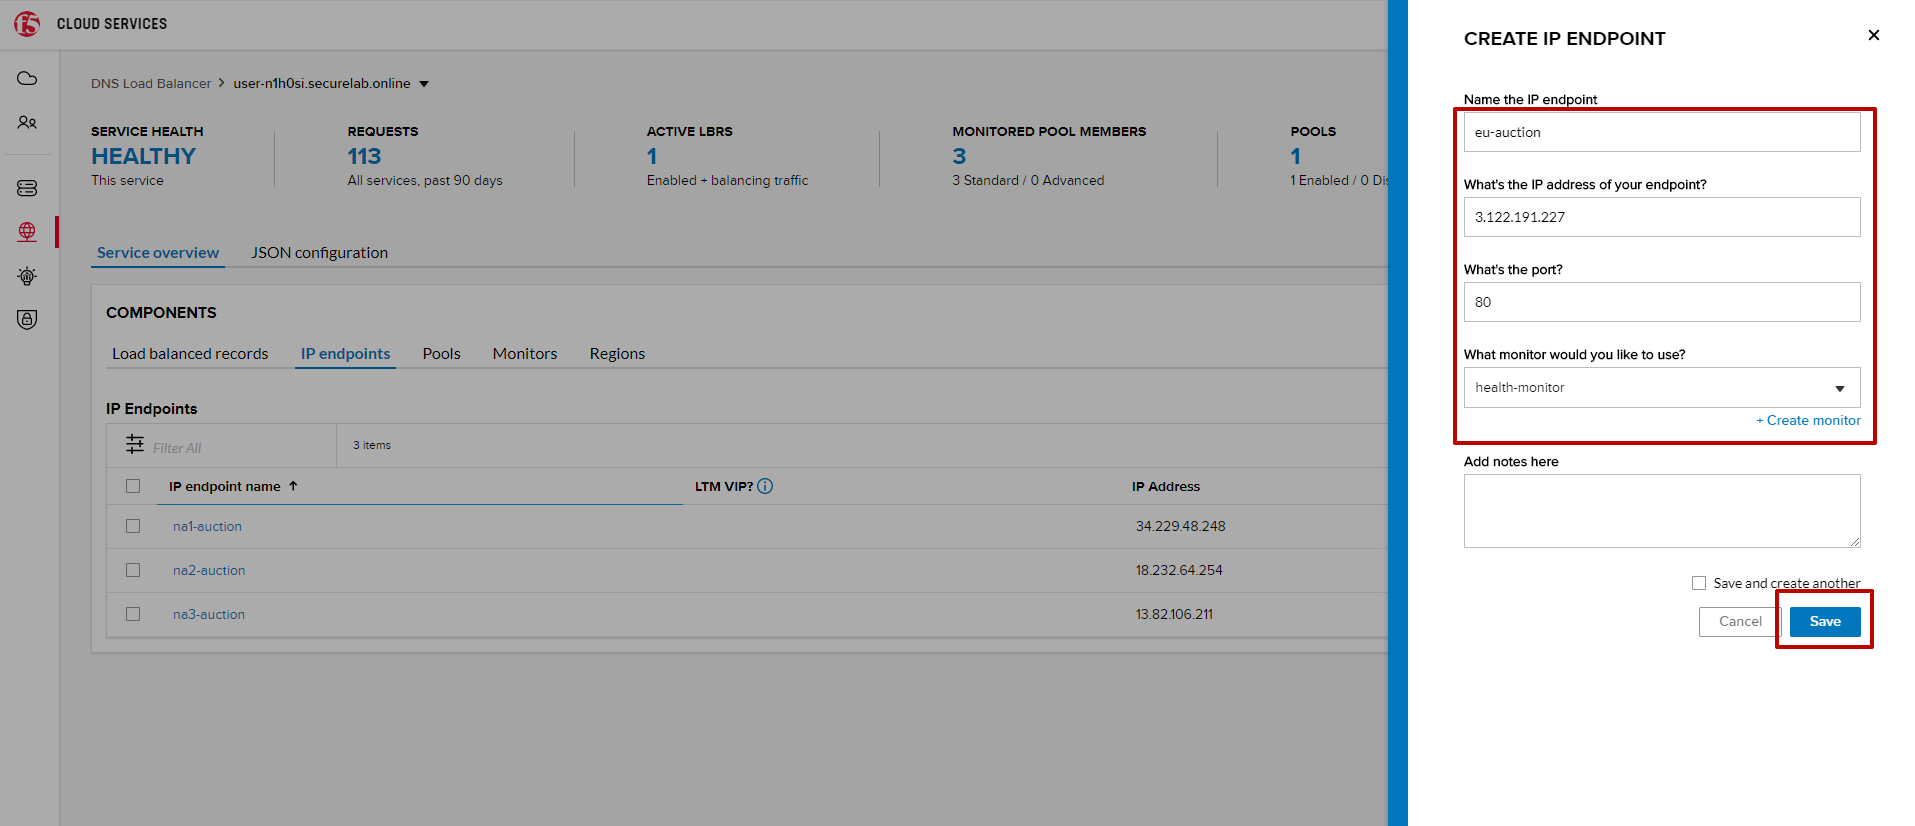 f5 CLOUD SERVICES
DNS Load Balancer > user-n1h0si.securelab.online
SERVICE HEALTH
HEALTHY
This service
REQUESTS
113
All services, past 90 days
ACTIVE LBRS
1
Enabled + balancing traffic
MONITORED POOL MEMBERS
3
3 Standard / 0 Advanced
POOLS
1
1 Enabled / 0 Dis
Service overview JSON configuration
COMPONENTS
Load balanced records IP endpoints Pools Monitors Regions
IP Endpoints
Filter All 3 items
IP endpoint name ↑ LTM VIP? IP Address
na1-auction 34.229.48.248
na2-auction 18.232.64.254
na3-auction 13.82.106.211
CREATE IP ENDPOINT
Name the IP endpoint
eu-auction
What's the IP address of your endpoint?
3.122.191.227
What's the port?
80
What monitor would you like to use?
health-monitor
+ Create monitor
Add notes here
Save and create another
Cancel Save